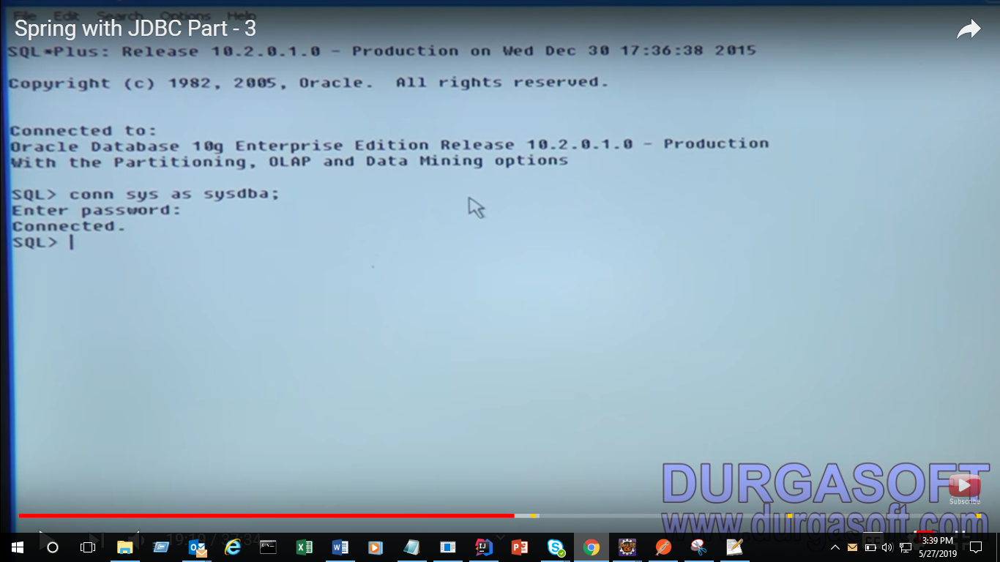 File Edit Search Options Help
Spring with JDBC Part - 3
SQL*Plus: Release 10.2.0.1.0 - Production on Wed Dec 30 17:36:38 2015
Copyright (c) 1982, 2005, Oracle.  All rights reserved.
Connected to:
Oracle Database 10g Enterprise Edition Release 10.2.0.1.0 - Production
With the Partitioning, OLAP and Data Mining options
SQL> conn sys as sysdba;
Enter password:
Connected.
SQL>
DURGASOFT
Subscribe
www.durgasoft.com
19:19 / 37:34
CC
3:39 PM
5/27/2019